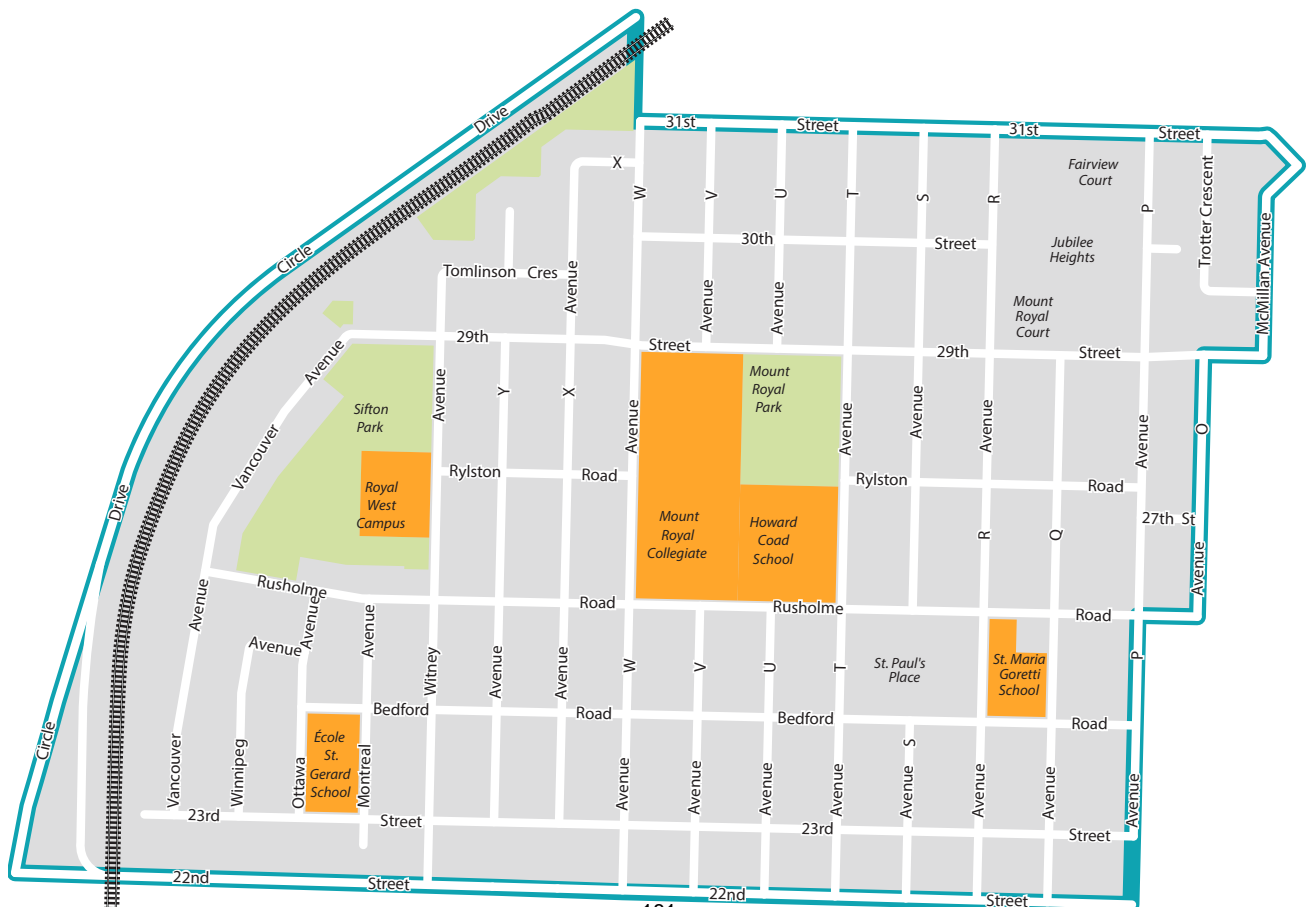 Drive
31st
Street
31st
Street
X
Fairview
Court
Trotter Crescent
W
V
U
T
S
R
P
30th
Street
Jubilee
Heights
McMillan Avenue
Circle
Tomlinson Cres
Avenue
Avenue
Avenue
Mount
Royal
Court
29th
Street
29th
Street
Avenue
Vancouver
Avenue
Y
X
Avenue
Mount
Royal
Park
Avenue
Avenue
Avenue
Avenue
O
Sifton
Park
Rylston
Road
Rylston
Road
Drive
Royal
West
Campus
Mount
Royal
Collegiate
Howard
Coad
School
R
Q
27th St
Avenue
Rusholme
Road
Rusholme
Road
Avenue
Avenue
Avenue
Avenue
Witney
Avenue
Avenue
W
V
U
T
St. Paul's
Place
St. Maria
Goretti
School
P
Bedford
Road
Bedford
Road
Circle
Vancouver
Winnipeg
Ottawa
École
St.
Gerard
School
Montreal
Avenue
Avenue
Avenue
Avenue
S
Avenue
Avenue
Avenue
Avenue
23rd
Street
23rd
Street
22nd
Street
22nd
Street